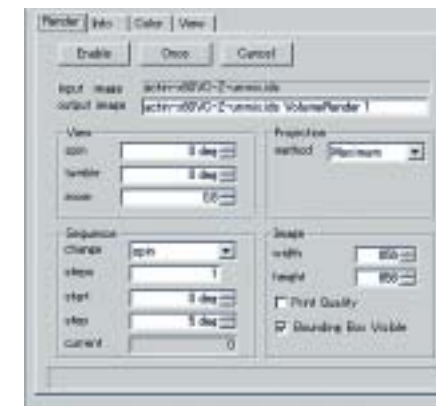 Render Info Color View
Enable Once Cancel
input image
output image VolumeRender 1
View
spin 0 deg
tumble 0 deg
zoom
Projection
method Maximum
Sequence
change spin
steps 1
start 0 deg
step 5 deg
current 0
Image
width
height
Print Quality
Bounding Box Visible